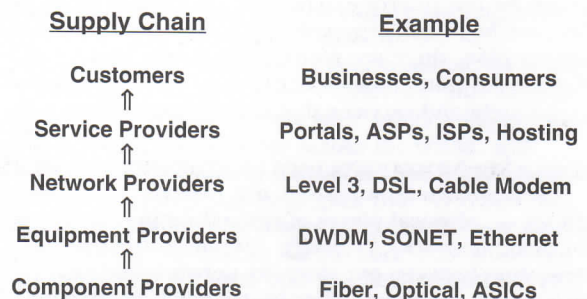 Supply Chain Example
Customers Businesses, Consumers
⇑
Service Providers Portals, ASPs, ISPs, Hosting
⇑
Network Providers Level 3, DSL, Cable Modem
⇑
Equipment Providers DWDM, SONET, Ethernet
⇑
Component Providers Fiber, Optical, ASICs